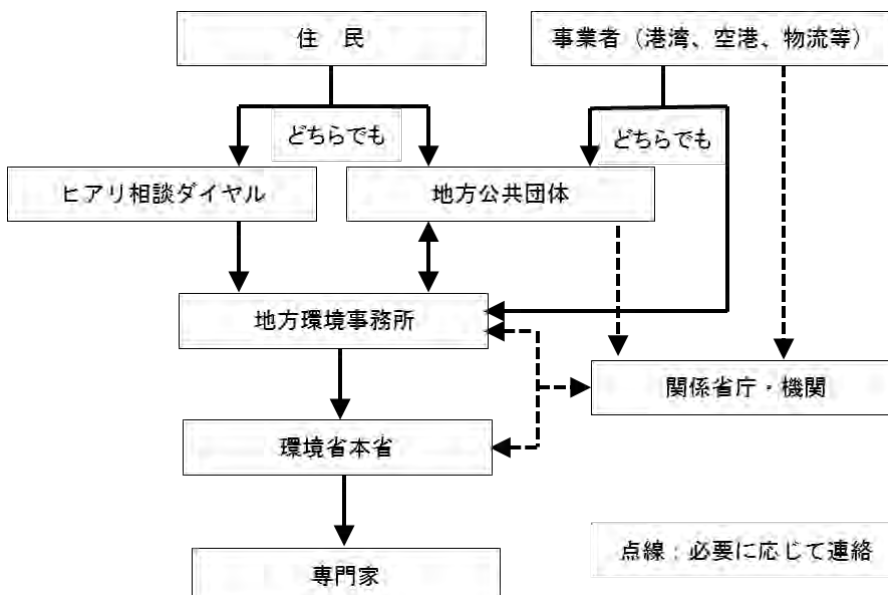 住　民
事業者（港湾、空港、物流等）
どちらでも
どちらでも
ヒアリ相談ダイヤル
地方公共団体
地方環境事務所
関係省庁・機関
環境省本省
点線：必要に応じて連絡
専門家